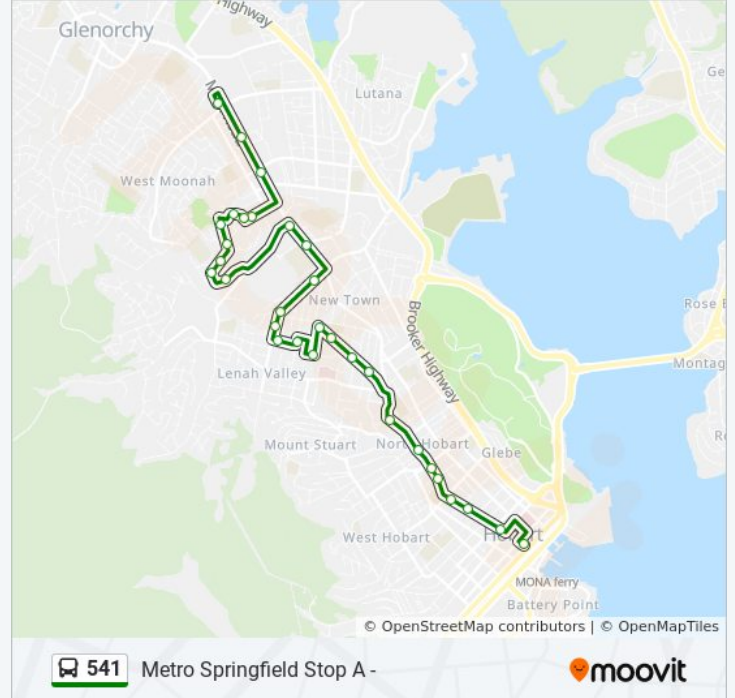 Highway
Glenorchy
Lutana
Ge
West Moonah
New Town
Rose
Brooker Highway
Montag
Lenah Valley
Mount Stuart
North Hobart
Glebe
West Hobart
Hobart
MONA ferry
Battery Point
© OpenStreetMap contributors | © OpenMapTiles
541 Metro Springfield Stop A -
moovit